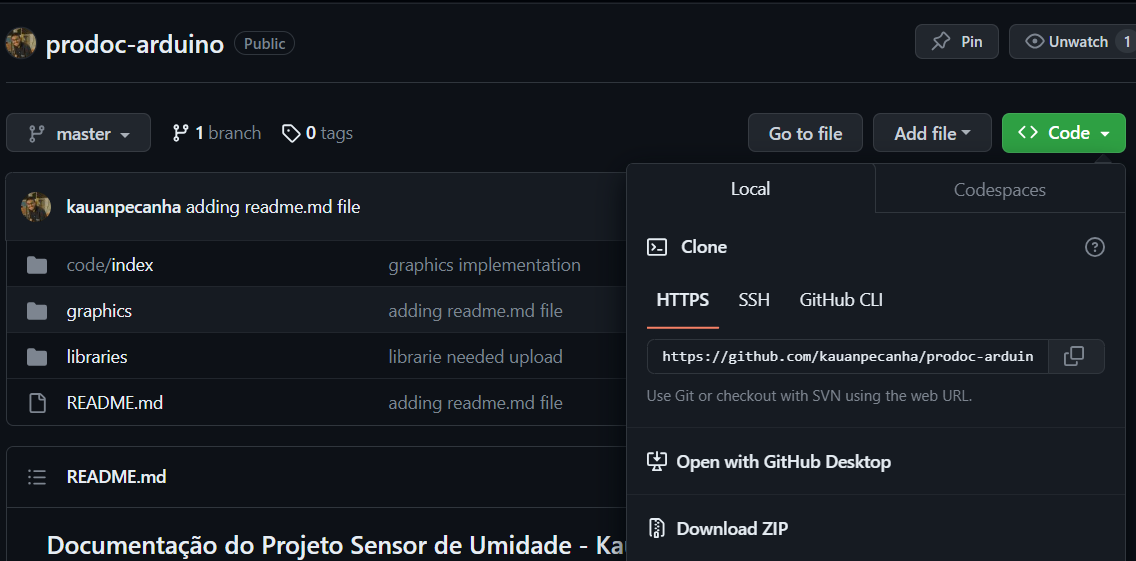 prodoc-arduino Public Pin Unwatch 1
master 1 branch 0 tags Go to file Add file Code
kauanpecanha adding readme.md file
code/index graphics implementation
graphics adding readme.md file
libraries librarie needed upload
README.md adding readme.md file
README.md
Documentação do Projeto Sensor de Umidade - Kau
Local Codespaces
Clone
HTTPS SSH GitHub CLI
https://github.com/kauanpecanha/prodoc-arduin
Use Git or checkout with SVN using the web URL.
Open with GitHub Desktop
Download ZIP